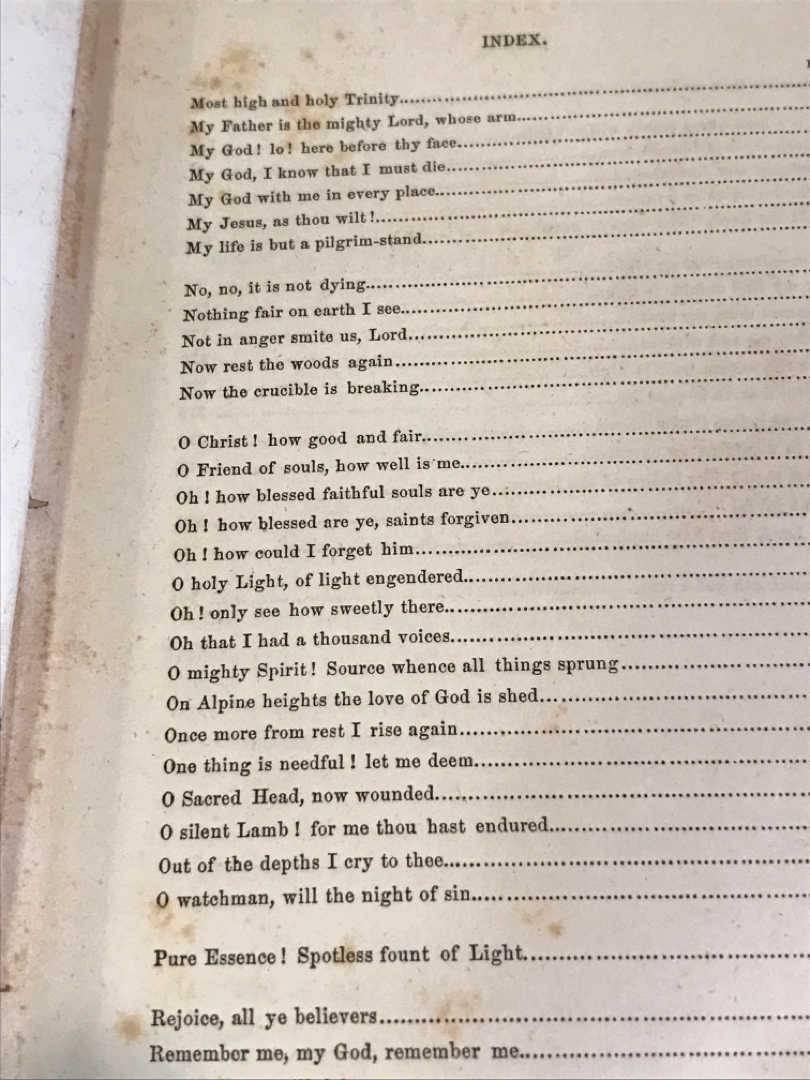 INDEX.
Most high and holy Trinity
My Father is the mighty Lord, whose arm
My God! lo! here before thy face
My God, I know that I must die
My God with me in every place
My Jesus, as thou wilt!
My life is but a pilgrim-stand
No, no, it is not dying
Nothing fair on earth I see
Not in anger smite us, Lord
Now rest the woods again
Now the crucible is breaking
O Christ! how good and fair
O Friend of souls, how well is me
Oh! how blessed faithful souls are ye
Oh! how blessed are ye, saints forgiven
Oh! how could I forget him
O holy Light, of light engendered
Oh! only see how sweetly there
Oh that I had a thousand voices
O mighty Spirit! Source whence all things sprung
On Alpine heights the love of God is shed
Once more from rest I rise again
One thing is needful! let me deem
O Sacred Head, now wounded
O silent Lamb! for me thou hast endured
Out of the depths I cry to thee
O watchman, will the night of sin
Pure Essence! Spotless fount of Light
Rejoice, all ye believers
Remember me, my God, remember me